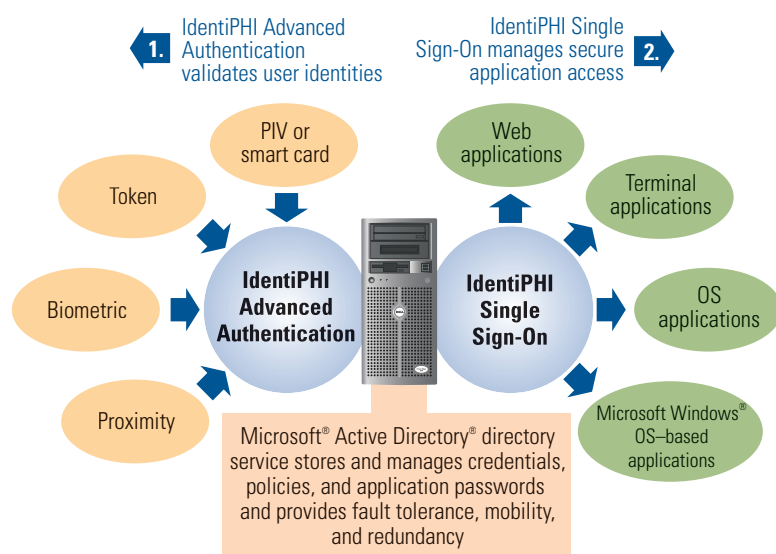 1.
IdentiPHI Advanced
Authentication
validates user identities
IdentiPHI Single
Sign-On manages secure
application access
2.
PIV or
smart card
Token
Biometric
Proximity
IdentiPHI
Advanced
Authentication
DELL
IdentiPHI
Single
Sign-On
Web
applications
Terminal
applications
OS
applications
Microsoft Windows®
OS–based
applications
Microsoft® Active Directory® directory
service stores and manages credentials,
policies, and application passwords
and provides fault tolerance, mobility,
and redundancy